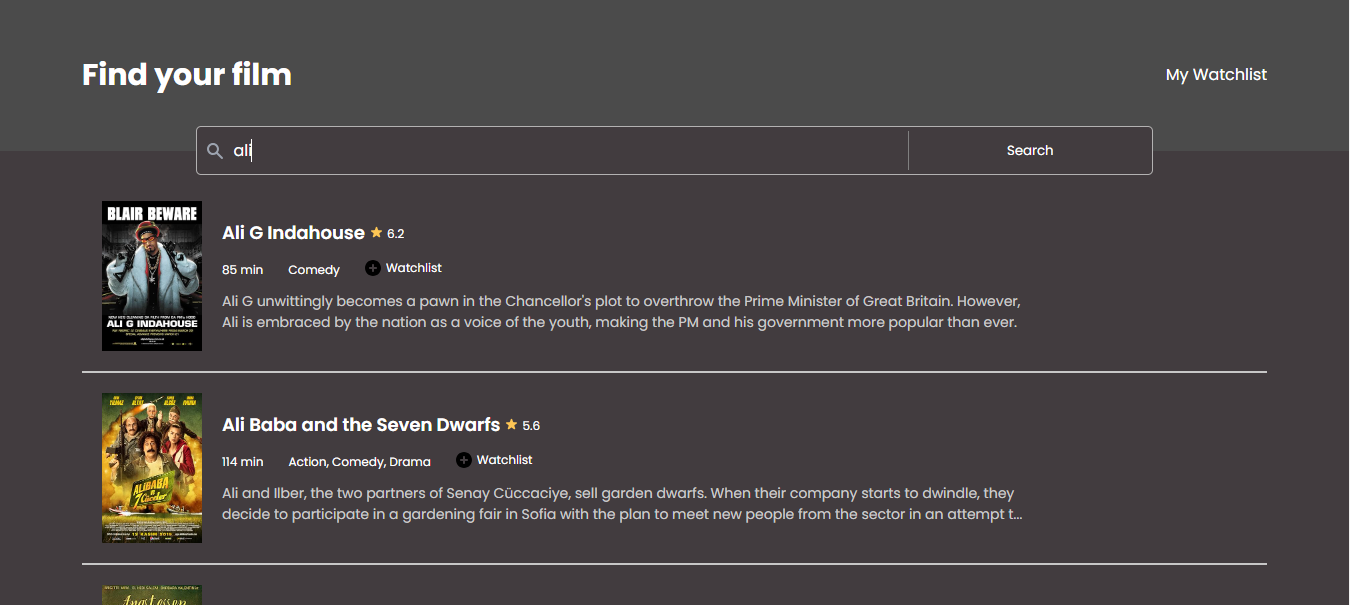 Find your film
My Watchlist
ali
Search
BLAIR BEWARE
ALI G INDAHOUSE
Ali G Indahouse 6.2
85 min Comedy Watchlist
Ali G unwittingly becomes a pawn in the Chancellor's plot to overthrow the Prime Minister of Great Britain. However,
Ali is embraced by the nation as a voice of the youth, making the PM and his government more popular than ever.
ALIBABA
7 Cüceler
Ali Baba and the Seven Dwarfs 5.6
114 min Action, Comedy, Drama Watchlist
Ali and Ilber, the two partners of Senay Cüccaciye, sell garden dwarfs. When their company starts to dwindle, they
decide to participate in a gardening fair in Sofia with the plan to meet new people from the sector in an attempt t...